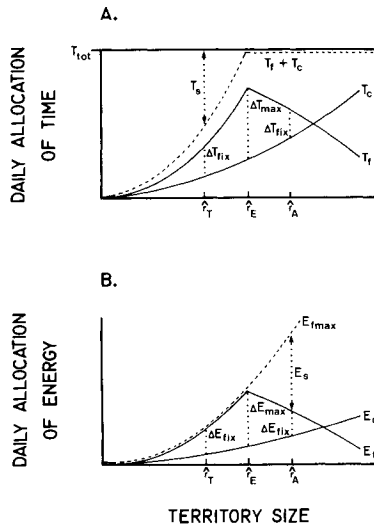 A.
T_tot
T_f + T_c
T_c
T_s
ΔT_max
ΔT_fix
ΔT_fix
T_f
DAILY ALLOCATION
OF TIME
r̂_T r̂_E r̂_A
B.
E_fmax
E_s
ΔE_max
E_c
ΔE_fix
ΔE_fix
E_f
DAILY ALLOCATION
OF ENERGY
r̂_T r̂_E r̂_A
TERRITORY SIZE